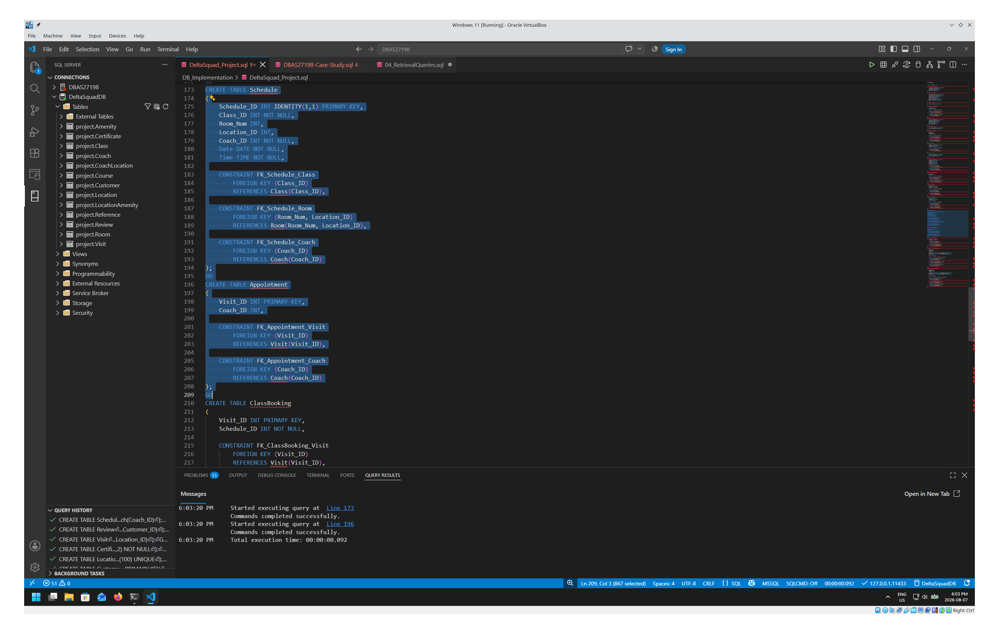 Windows 11 [Running] - Oracle VirtualBox
File Machine View Input Devices Help
File Edit Selection View Go Run Terminal Help
DBAS27198
Sign In
SQL SERVER
DeltaSquad_Project.sql 9+
DBAS27198-Case-Study.sql 6
04_RetrievalQueries.sql
DB_Implementation > DeltaSquad_Project.sql
CONNECTIONS
DBAS27198
DeltaSquadDB
Tables
External Tables
project.Amenity
project.Certificate
project.Class
project.Coach
project.CoachLocation
project.Course
project.Customer
project.Location
project.LocationAmenity
project.Reference
project.Review
project.Room
project.Visit
Views
Synonyms
Programmability
External Resources
Service Broker
Storage
Security
QUERY HISTORY
CREATE TABLE Schedul...ch(Coach_ID)⏎);...
CREATE TABLE Review⏎...Customer_ID)⏎);...
CREATE TABLE Visit⏎...Location_ID)⏎);⏎G...
CREATE TABLE Certifi...,2) NOT NULL⏎);⏎...
CREATE TABLE Locatio...(100) UNIQUE⏎);...
BACKGROUND TASKS
173 CREATE TABLE Schedule
174 (
175 Schedule_ID INT IDENTITY(1,1) PRIMARY KEY,
176 Class_ID INT NOT NULL,
177 Room_Num INT,
178 Location_ID INT,
179 Coach_ID INT NOT NULL,
180 Date DATE NOT NULL,
181 Time TIME NOT NULL,
182
183 CONSTRAINT FK_Schedule_Class
184 FOREIGN KEY (Class_ID)
185 REFERENCES Class(Class_ID),
186
187 CONSTRAINT FK_Schedule_Room
188 FOREIGN KEY (Room_Num, Location_ID)
189 REFERENCES Room(Room_Num, Location_ID),
190
191 CONSTRAINT FK_Schedule_Coach
192 FOREIGN KEY (Coach_ID)
193 REFERENCES Coach(Coach_ID)
194 );
195 GO
196 CREATE TABLE Appointment
197 (
198 Visit_ID INT PRIMARY KEY,
199 Coach_ID INT,
200
201 CONSTRAINT FK_Appointment_Visit
202 FOREIGN KEY (Visit_ID)
203 REFERENCES Visit(Visit_ID),
204
205 CONSTRAINT FK_Appointment_Coach
206 FOREIGN KEY (Coach_ID)
207 REFERENCES Coach(Coach_ID)
208 );
209 GO
210 CREATE TABLE ClassBooking
211 (
212 Visit_ID INT PRIMARY KEY,
213 Schedule_ID INT NOT NULL,
214
215 CONSTRAINT FK_ClassBooking_Visit
216 FOREIGN KEY (Visit_ID)
217 REFERENCES Visit(Visit_ID),
PROBLEMS 51 OUTPUT DEBUG CONSOLE TERMINAL PORTS QUERY RESULTS
Messages
Open in New Tab
6:03:20 PM Started executing query at Line 173
Commands completed successfully.
6:03:20 PM Started executing query at Line 196
Commands completed successfully.
6:03:20 PM Total execution time: 00:00:00.092
51 0
Ln 209, Col 3 (867 selected) Spaces: 4 UTF-8 CRLF {} SQL MSSQL SQLCMD: Off 00:00:00.092 127.0.0.1,11433 DeltaSquadDB
ENG
US
6:03 PM
2026-08-07
Right Ctrl